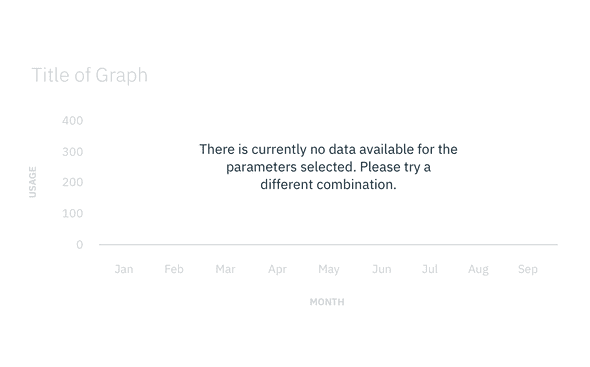 Title of Graph
400
300
200
100
0
USAGE
There is currently no data available for the
parameters selected. Please try a
different combination.
Jan Feb Mar Apr May Jun Jul Aug Sep
MONTH